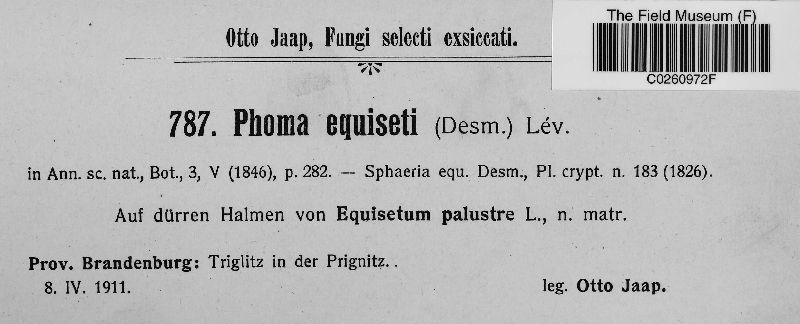 Otto Jaap, Fungi selecti exsiccati.
The Field Museum (F)
C0260972F
787. Phoma equiseti (Desm.) Lév.
in Ann. sc. nat., Bot., 3, V (1846), p. 282. — Sphaeria equ. Desm., Pl. crypt. n. 183 (1826).
Auf dürren Halmen von Equisetum palustre L., n. matr.
Prov. Brandenburg: Triglitz in der Prignitz..
8. IV. 1911. leg. Otto Jaap.